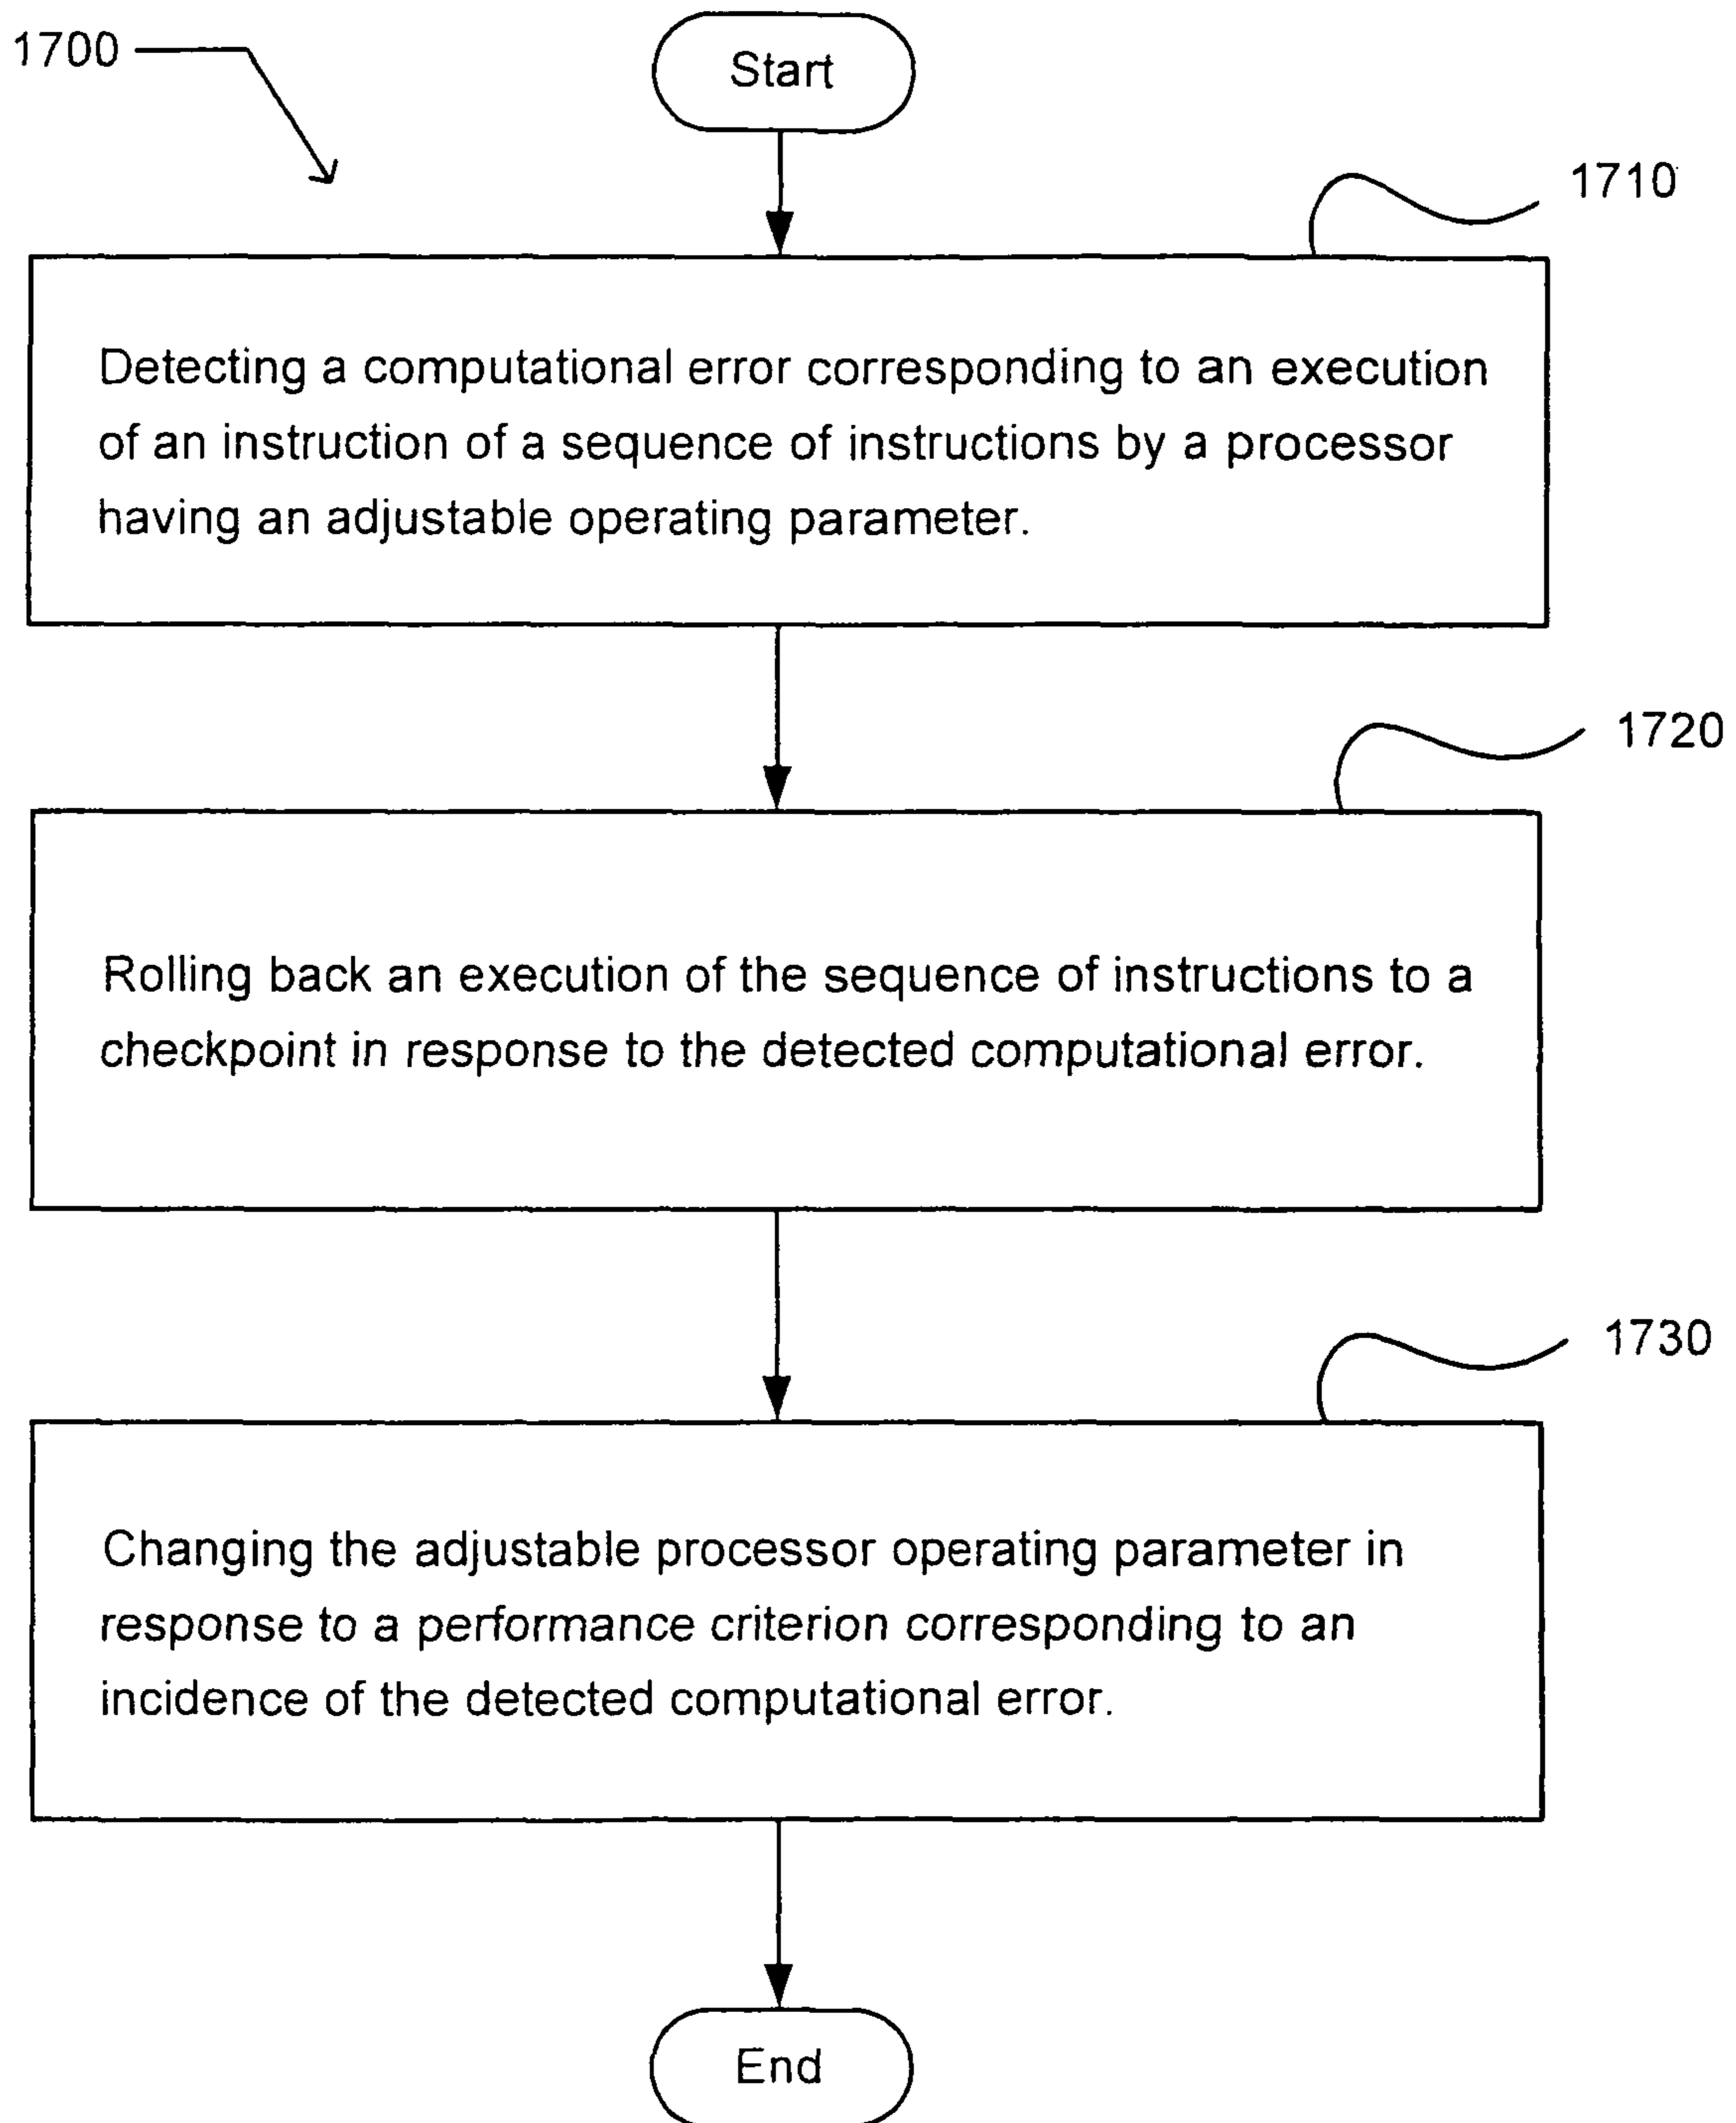 1700
Start
1710
Detecting a computational error corresponding to an execution
of an instruction of a sequence of instructions by a processor
having an adjustable operating parameter.
1720
Rolling back an execution of the sequence of instructions to a
checkpoint in response to the detected computational error.
1730
Changing the adjustable processor operating parameter in
response to a performance criterion corresponding to an
incidence of the detected computational error.
End